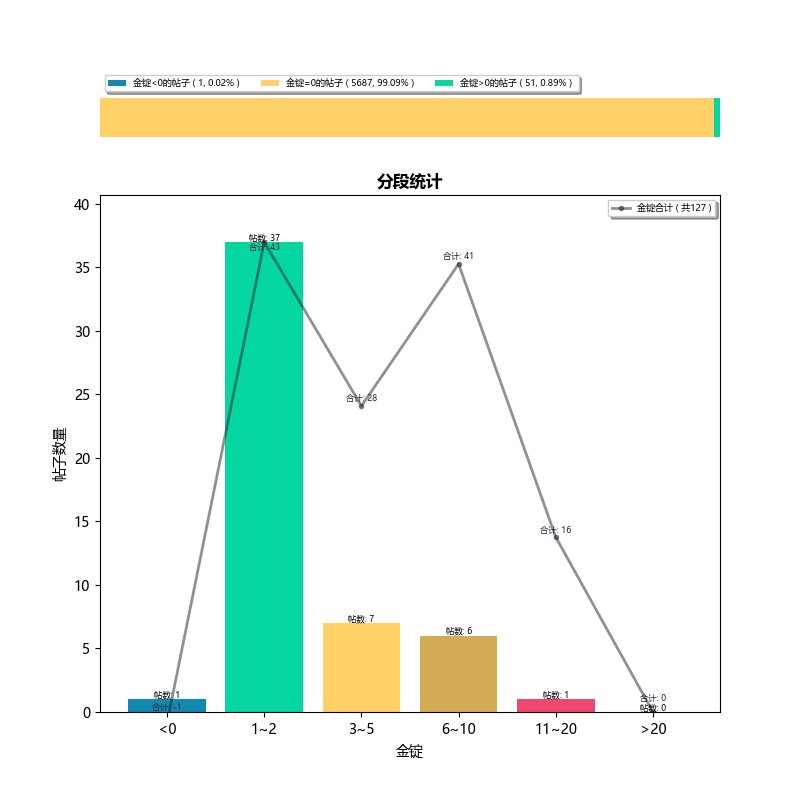 金锭<0的帖子 ( 1, 0.02% ) 金锭=0的帖子 ( 5687, 99.09% ) 金锭>0的帖子 ( 51, 0.89% )
分段统计
金锭合计 ( 共127 )
40
35
30
25
20
15
10
5
0
帖子数量
帖数: 37
合计: 43
合计: 41
合计: 28
合计: 16
帖数: 7
帖数: 6
帖数: 1
合计: -1
帖数: 1
合计: 0
帖数: 0
<0 1~2 3~5 6~10 11~20 >20
金锭